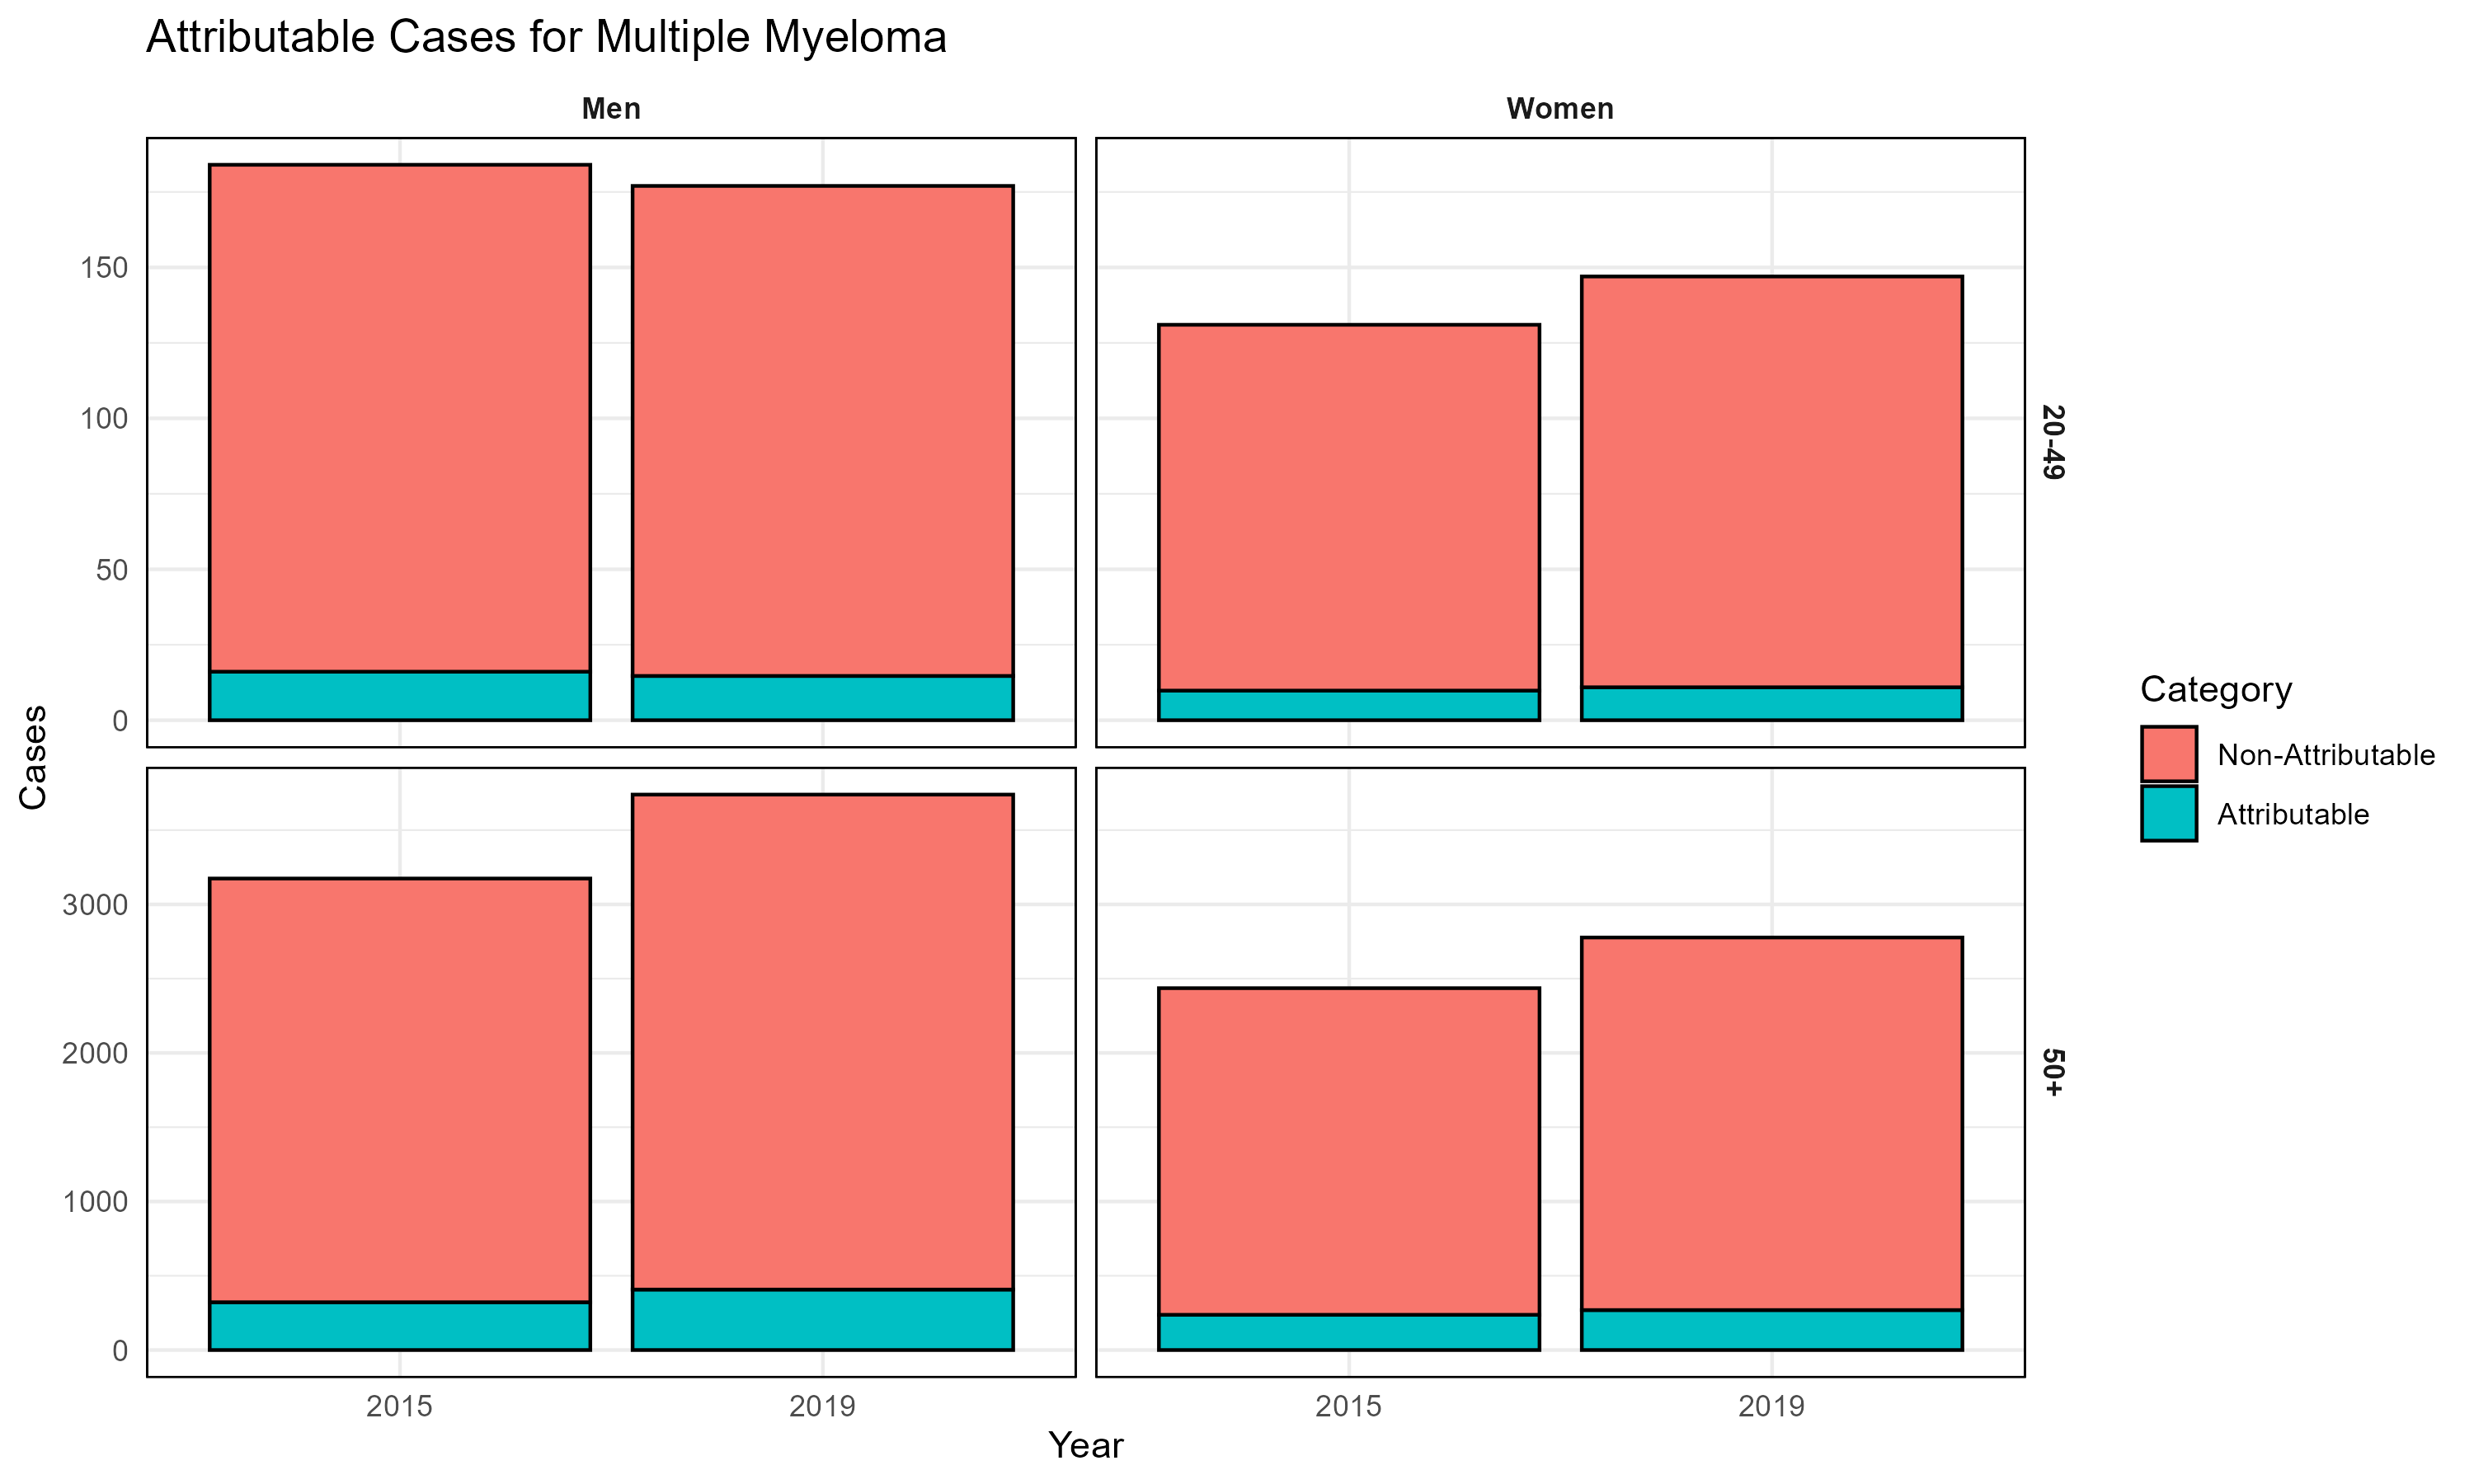 Attributable Cases for Multiple Myeloma
Men
Women
150
100
50
0
20-49
Cases
3000
2000
1000
0
50+
2015
2019
2015
2019
Year
Category
Non-Attributable
Attributable